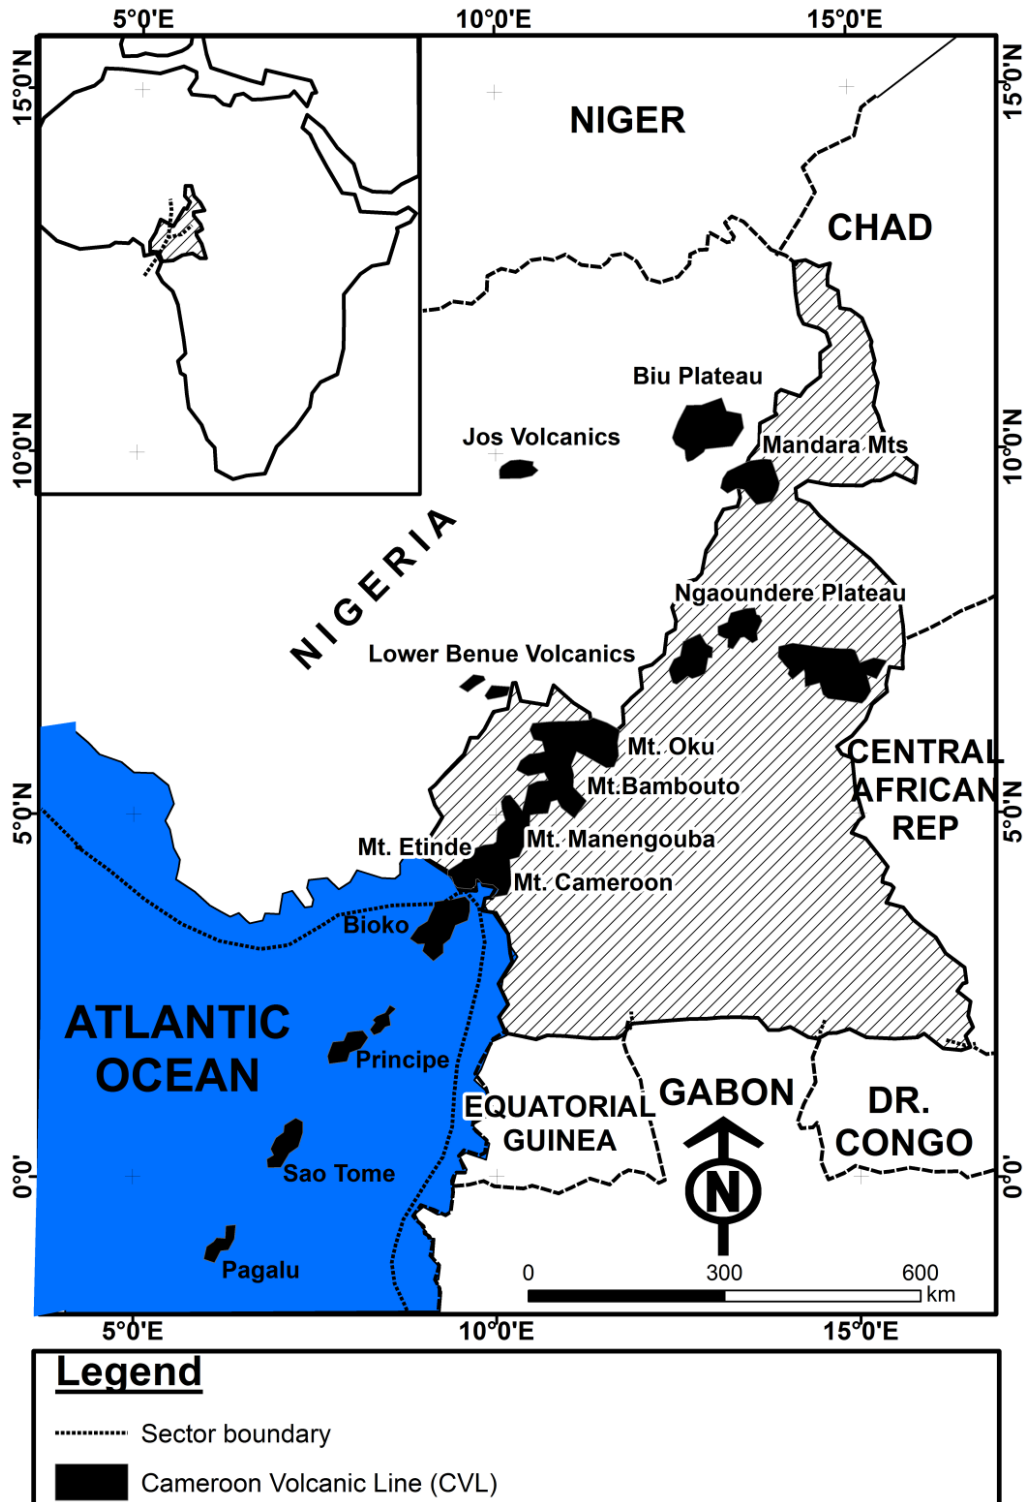 5°0'E
10°0'E
15°0'E
15°0'N
15°0'N
NIGER
CHAD
Biu Plateau
Jos Volcanics
Mandara Mts
10°0'N
10°0'N
NIGERIA
Ngaoundere Plateau
Lower Benue Volcanics
Mt. Oku
CENTRAL
AFRICAN
REP
Mt.Bambouto
5°0'N
5°0'N
Mt. Manengouba
Mt. Etinde
Mt. Cameroon
Bioko
ATLANTIC
OCEAN
Principe
EQUATORIAL
GUINEA
GABON
DR.
CONGO
N
Sao Tome
0°0'
0°0'
Pagalu
0
300
600
km
5°0'E
10°0'E
15°0'E
Legend
Sector boundary
Cameroon Volcanic Line (CVL)